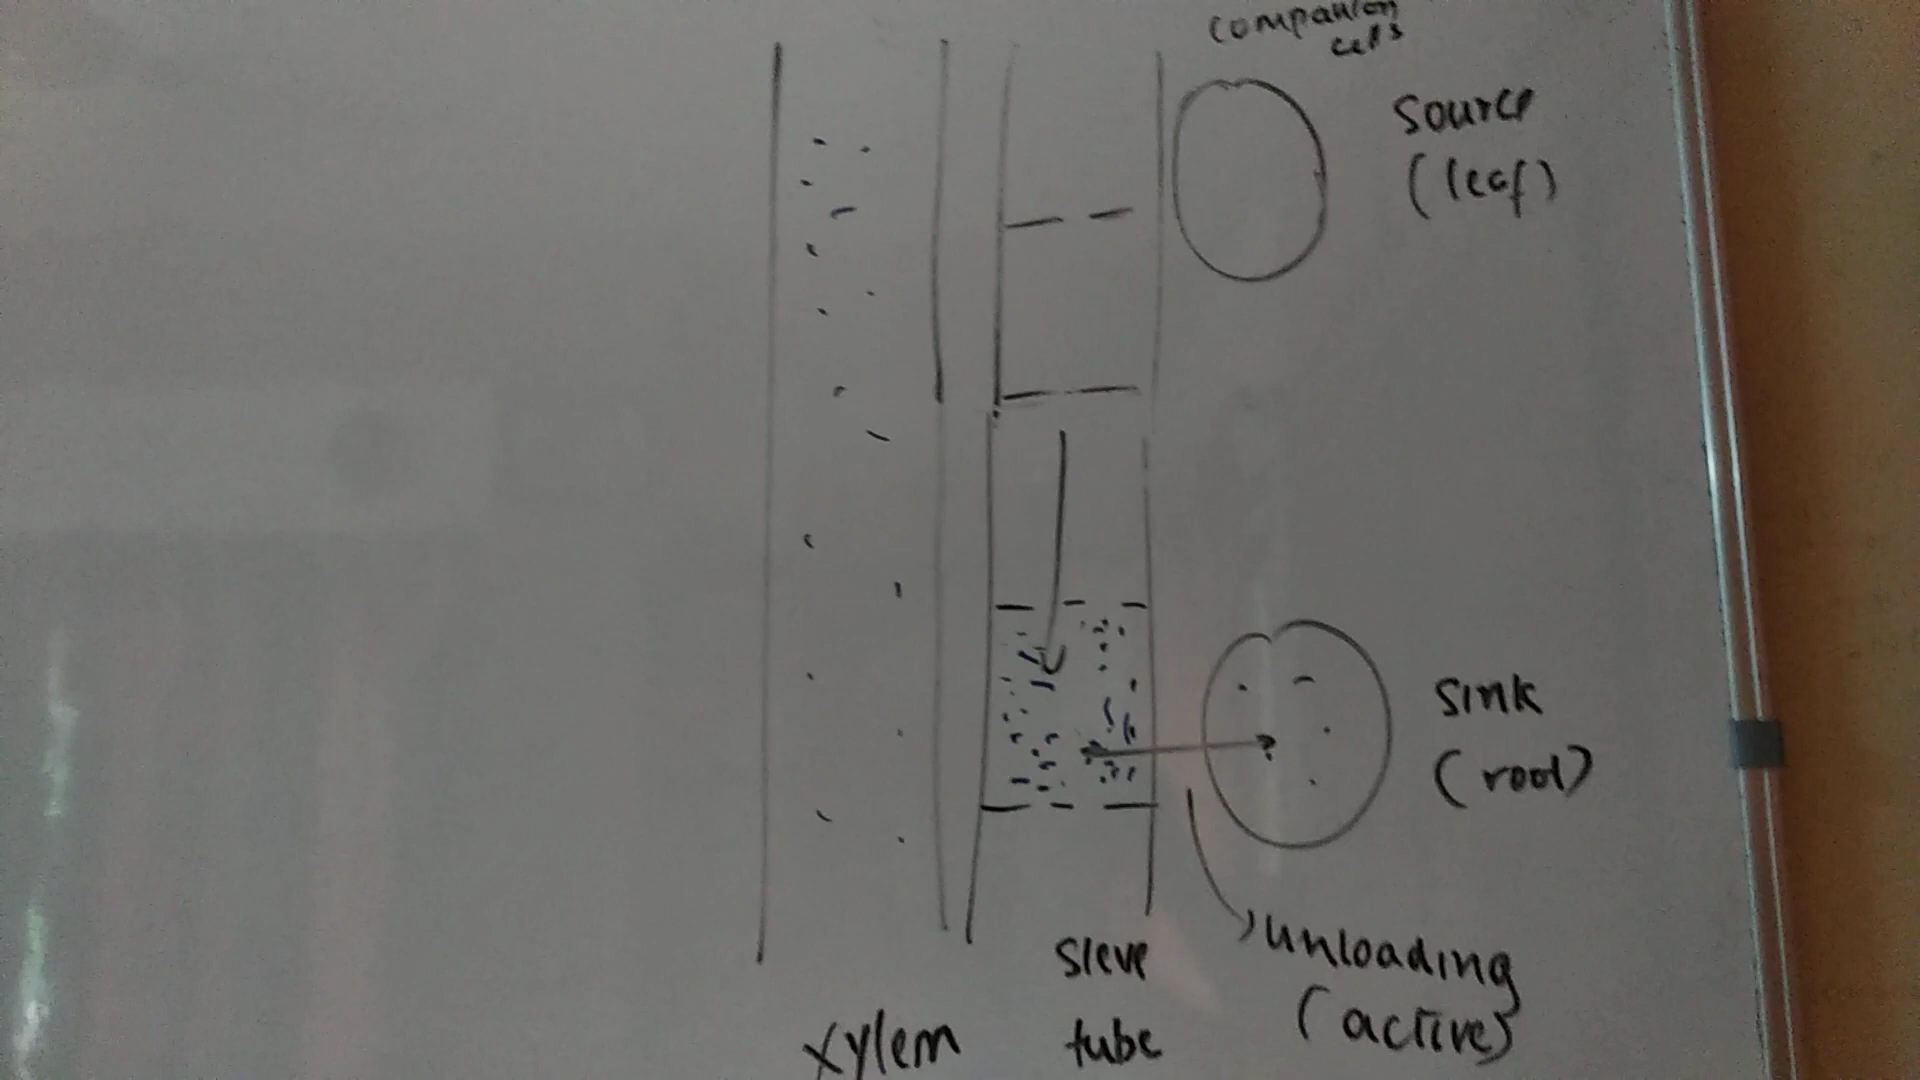 companion
cells
source
(leaf)
sink
(root)
unloading
(active)
sieve
tube
xylem